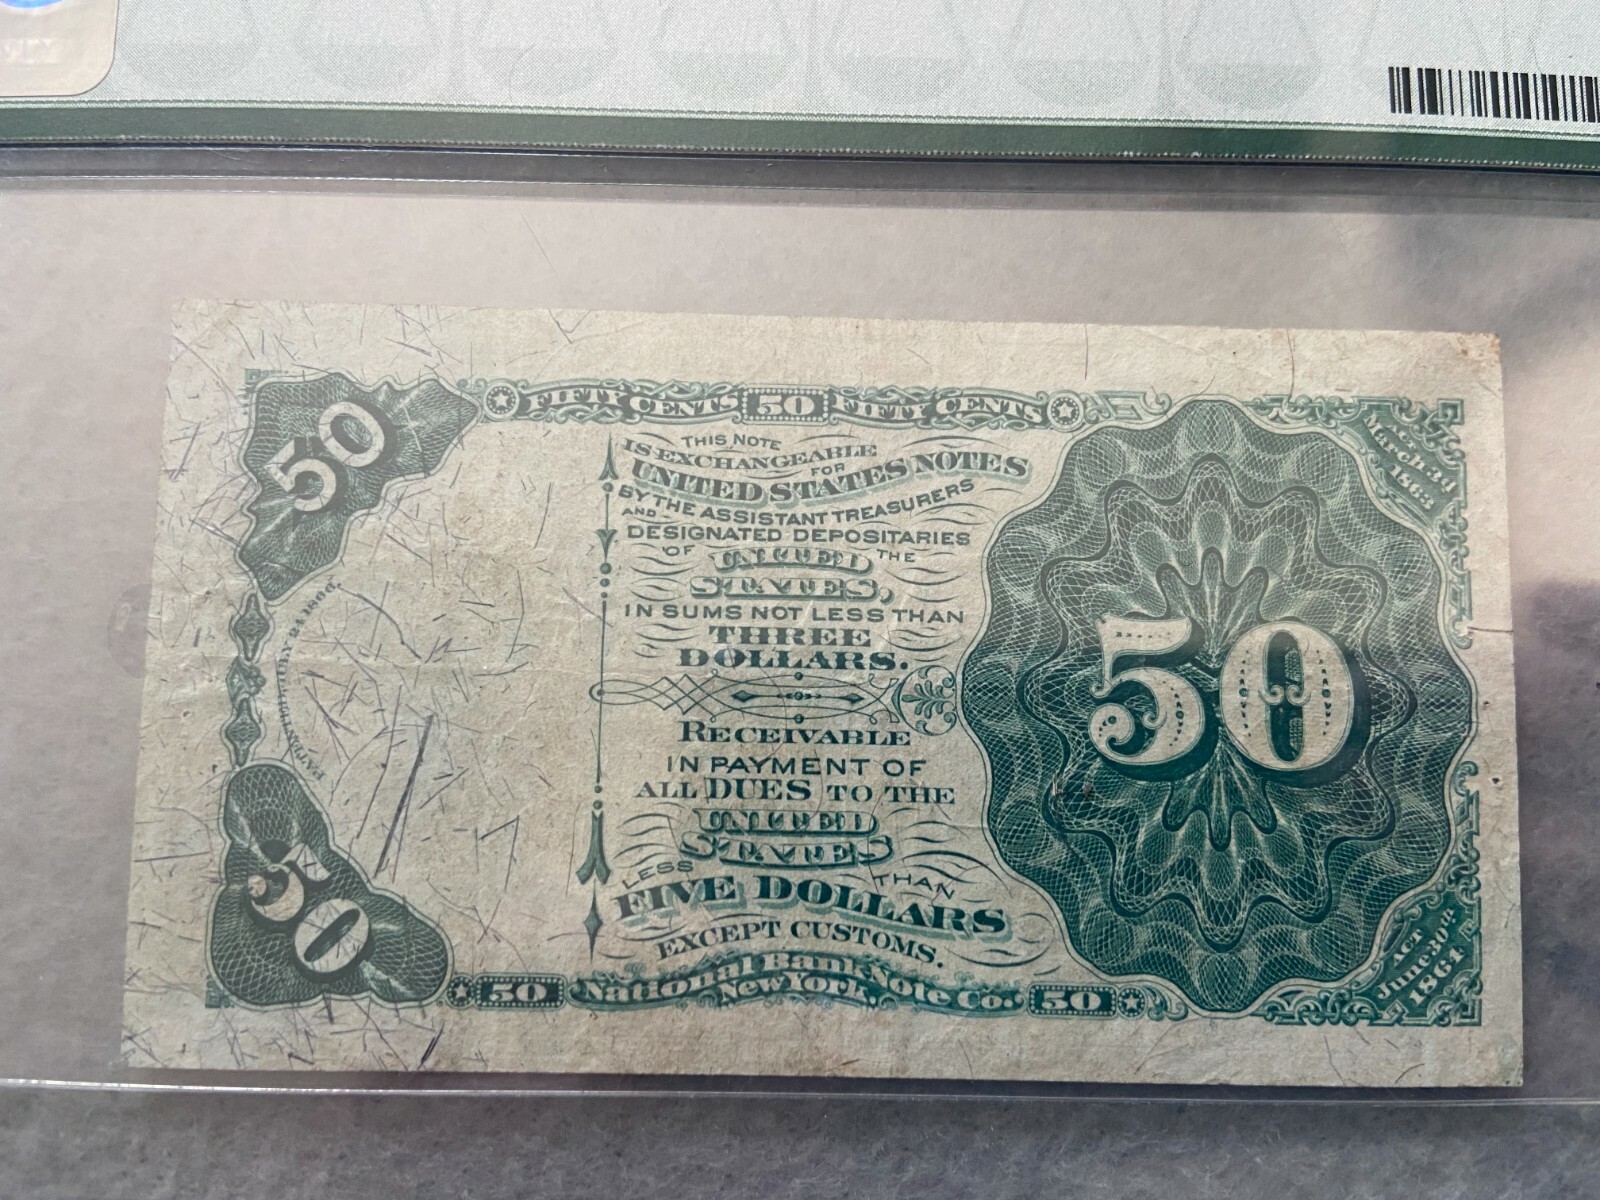 FIFTY CENTS 50 FIFTY CENTS
50
THIS NOTE
IS EXCHANGEABLE
FOR
UNITED STATES NOTES
BY THE ASSISTANT TREASURERS
AND
DESIGNATED DEPOSITARIES
OF THE
UNITED
STATES,
IN SUMS NOT LESS THAN
THREE
DOLLARS.
RECEIVABLE
IN PAYMENT OF
ALL DUES TO THE
UNITED
STATES
LESS THAN
FIVE DOLLARS
EXCEPT CUSTOMS.
50 National Bank Note Co. 50
New York.
50
50
ACT
March 3d
1863
ACT
June 30th
1864